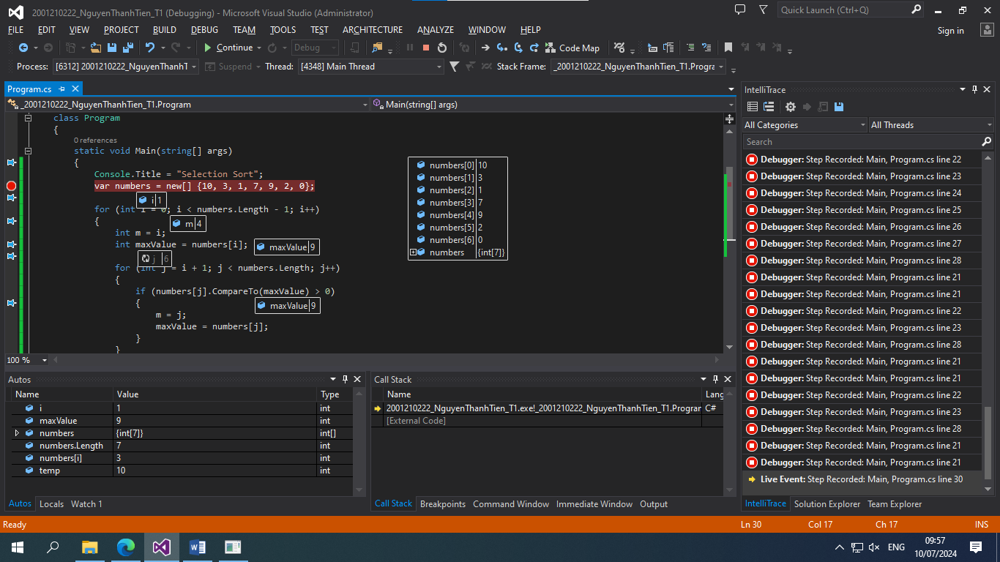 2001210222_NguyenThanhTien_T1 (Debugging) - Microsoft Visual Studio (Administrator)
Quick Launch (Ctrl+Q)
FILE EDIT VIEW PROJECT BUILD DEBUG TEAM TOOLS TEST ARCHITECTURE ANALYZE WINDOW HELP
Sign in
Continue Debug Code Map
Process: [6312] 2001210222_NguyenThanhT Suspend Thread: [4348] Main Thread Stack Frame: _2001210222_NguyenThanhTien_T1.Progra
Program.cs
_2001210222_NguyenThanhTien_T1.Program Main(string[] args)
class Program
{
0 references
static void Main(string[] args)
{
Console.Title = "Selection Sort";
var numbers = new[] {10, 3, 1, 7, 9, 2, 0};
i 1
for (int i = 0; i < numbers.Length - 1; i++)
{
m 4
int m = i;
int maxValue = numbers[i];
maxValue 9
j 6
for (int j = i + 1; j < numbers.Length; j++)
{
if (numbers[j].CompareTo(maxValue) > 0)
{
maxValue 9
m = j;
maxValue = numbers[j];
}
}
numbers[0] 10
numbers[1] 3
numbers[2] 1
numbers[3] 7
numbers[4] 9
numbers[5] 2
numbers[6] 0
numbers {int[7]}
100 %
IntelliTrace
All Categories All Threads
Search
Debugger: Step Recorded: Main, Program.cs line 22
Debugger: Step Recorded: Main, Program.cs line 23
Debugger: Step Recorded: Main, Program.cs line 24
Debugger: Step Recorded: Main, Program.cs line 25
Debugger: Step Recorded: Main, Program.cs line 26
Debugger: Step Recorded: Main, Program.cs line 27
Debugger: Step Recorded: Main, Program.cs line 28
Debugger: Step Recorded: Main, Program.cs line 21
Debugger: Step Recorded: Main, Program.cs line 21
Debugger: Step Recorded: Main, Program.cs line 22
Debugger: Step Recorded: Main, Program.cs line 23
Debugger: Step Recorded: Main, Program.cs line 28
Debugger: Step Recorded: Main, Program.cs line 21
Debugger: Step Recorded: Main, Program.cs line 21
Debugger: Step Recorded: Main, Program.cs line 22
Debugger: Step Recorded: Main, Program.cs line 23
Debugger: Step Recorded: Main, Program.cs line 28
Debugger: Step Recorded: Main, Program.cs line 21
Debugger: Step Recorded: Main, Program.cs line 21
Live Event: Step Recorded: Main, Program.cs line 30
IntelliTrace Solution Explorer Team Explorer
Autos
Name Value Type
i 1 int
maxValue 9 int
numbers {int[7]} int[]
numbers.Length 7 int
numbers[i] 3 int
temp 10 int
Autos Locals Watch 1
Call Stack
Name Lang
2001210222_NguyenThanhTien_T1.exe!_2001210222_NguyenThanhTien_T1.Program C#
[External Code]
Call Stack Breakpoints Command Window Immediate Window Output
Ready Ln 30 Col 17 Ch 17 INS
ENG
09:57
10/07/2024